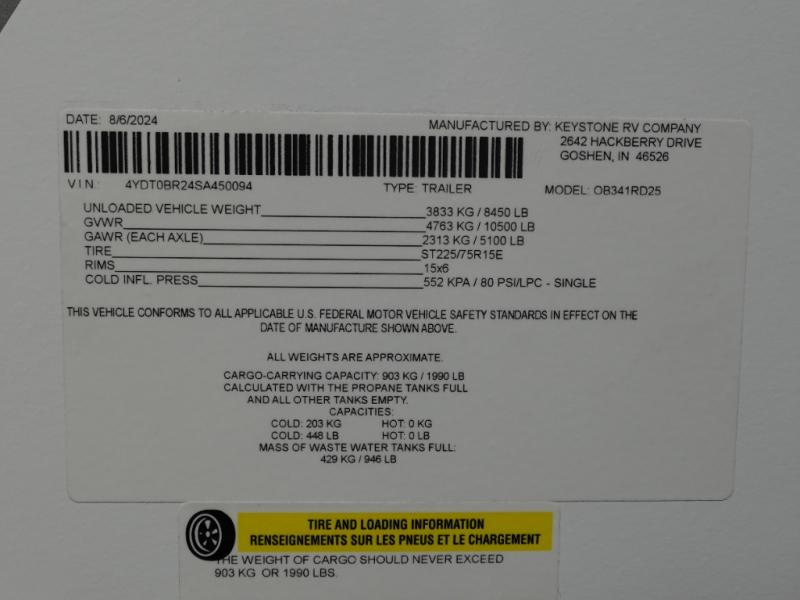 DATE: 8/6/2024
MANUFACTURED BY: KEYSTONE RV COMPANY
2642 HACKBERRY DRIVE
GOSHEN, IN 46526
V I N : 4YDT0BR24SA450094 TYPE: TRAILER MODEL: OB341RD25
UNLOADED VEHICLE WEIGHT 3833 KG / 8450 LB
GVWR 4763 KG / 10500 LB
GAWR (EACH AXLE) 2313 KG / 5100 LB
TIRE ST225/75R15E
RIMS 15x6
COLD INFL. PRESS 552 KPA / 80 PSI/LPC - SINGLE
THIS VEHICLE CONFORMS TO ALL APPLICABLE U.S. FEDERAL MOTOR VEHICLE SAFETY STANDARDS IN EFFECT ON THE
DATE OF MANUFACTURE SHOWN ABOVE.
ALL WEIGHTS ARE APPROXIMATE.
CARGO-CARRYING CAPACITY: 903 KG / 1990 LB
CALCULATED WITH THE PROPANE TANKS FULL
AND ALL OTHER TANKS EMPTY.
CAPACITIES:
COLD: 203 KG HOT: 0 KG
COLD: 448 LB HOT: 0 LB
MASS OF WASTE WATER TANKS FULL:
429 KG / 946 LB
TIRE AND LOADING INFORMATION
RENSEIGNEMENTS SUR LES PNEUS ET LE CHARGEMENT
THE WEIGHT OF CARGO SHOULD NEVER EXCEED
903 KG OR 1990 LBS.